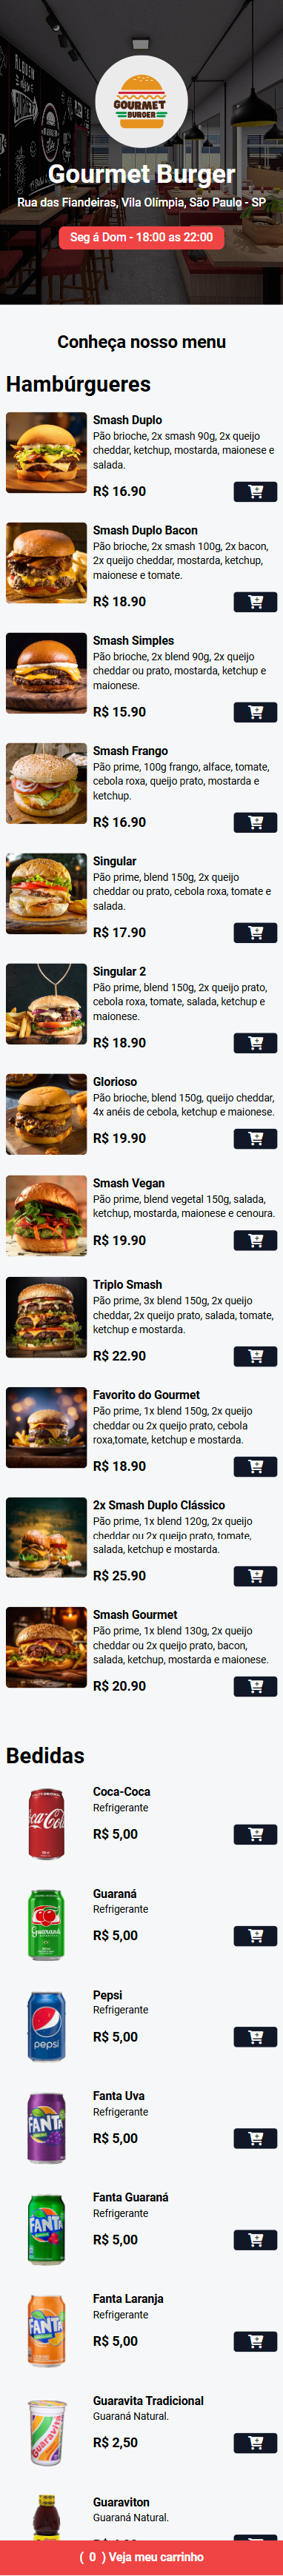 GOURMET
BURGER
Gourmet Burger
Rua das Fiandeiras, Vila Olímpia, São Paulo - SP
Seg á Dom - 18:00 as 22:00
Conheça nosso menu
Hambúrgueres
Smash Duplo
Pão brioche, 2x smash 90g, 2x queijo
cheddar, ketchup, mostarda, maionese e
salada.
R$ 16.90
Smash Duplo Bacon
Pão brioche, 2x smash 100g, 2x bacon,
2x queijo cheddar, mostarda, ketchup,
maionese e tomate.
R$ 18.90
Smash Simples
Pão brioche, 2x blend 90g, 2x queijo
cheddar ou prato, mostarda, ketchup e
maionese.
R$ 15.90
Smash Frango
Pão prime, 100g frango, alface, tomate,
cebola roxa, queijo prato, mostarda e
ketchup.
R$ 16.90
Singular
Pão prime, blend 150g, 2x queijo
cheddar ou prato, cebola roxa, tomate e
salada.
R$ 17.90
Singular 2
Pão prime, blend 150g, 2x queijo prato,
cebola roxa, tomate, salada, ketchup e
maionese.
R$ 18.90
Glorioso
Pão brioche, blend 150g, queijo cheddar,
4x anéis de cebola, ketchup e maionese.
R$ 19.90
Smash Vegan
Pão prime, blend vegetal 150g, salada,
ketchup, mostarda, maionese e cenoura.
R$ 19.90
Triplo Smash
Pão prime, 3x blend 150g, 2x queijo
cheddar, 2x queijo prato, salada, tomate,
ketchup e mostarda.
R$ 22.90
Favorito do Gourmet
Pão prime, 1x blend 150g, 2x queijo
cheddar ou 2x queijo prato, cebola
roxa,tomate, ketchup e mostarda.
R$ 18.90
2x Smash Duplo Clássico
Pão prime, 1x blend 120g, 2x queijo
cheddar ou 2x queijo prato, tomate,
salada, ketchup e mostarda.
R$ 25.90
Smash Gourmet
Pão prime, 1x blend 130g, 2x queijo
cheddar ou 2x queijo prato, bacon,
salada, ketchup, mostarda e maionese.
R$ 20.90
Bedidas
Coca-Coca
Refrigerante
R$ 5,00
Guaraná
Refrigerante
R$ 5,00
Pepsi
Refrigerante
R$ 5,00
pepsi
Fanta Uva
Refrigerante
FANTA
R$ 5,00
Fanta Guaraná
Refrigerante
FANTA
R$ 5,00
Fanta Laranja
Refrigerante
FANTA
R$ 5,00
Guaravita Tradicional
Guaraná Natural.
R$ 2,50
Guaravita
Guaraviton
Guaraná Natural.
( 0 ) Veja meu carrinho